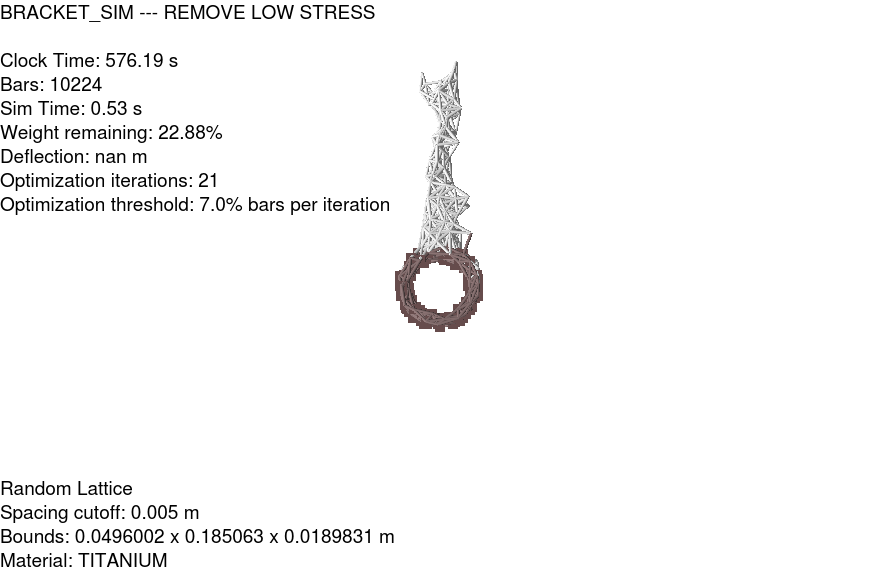 BRACKET_SIM --- REMOVE LOW STRESS
Clock Time: 576.19 s
Bars: 10224
Sim Time: 0.53 s
Weight remaining: 22.88%
Deflection: nan m
Optimization iterations: 21
Optimization threshold: 7.0% bars per iteration
Random Lattice
Spacing cutoff: 0.005 m
Bounds: 0.0496002 x 0.185063 x 0.0189831 m
Material: TITANIUM